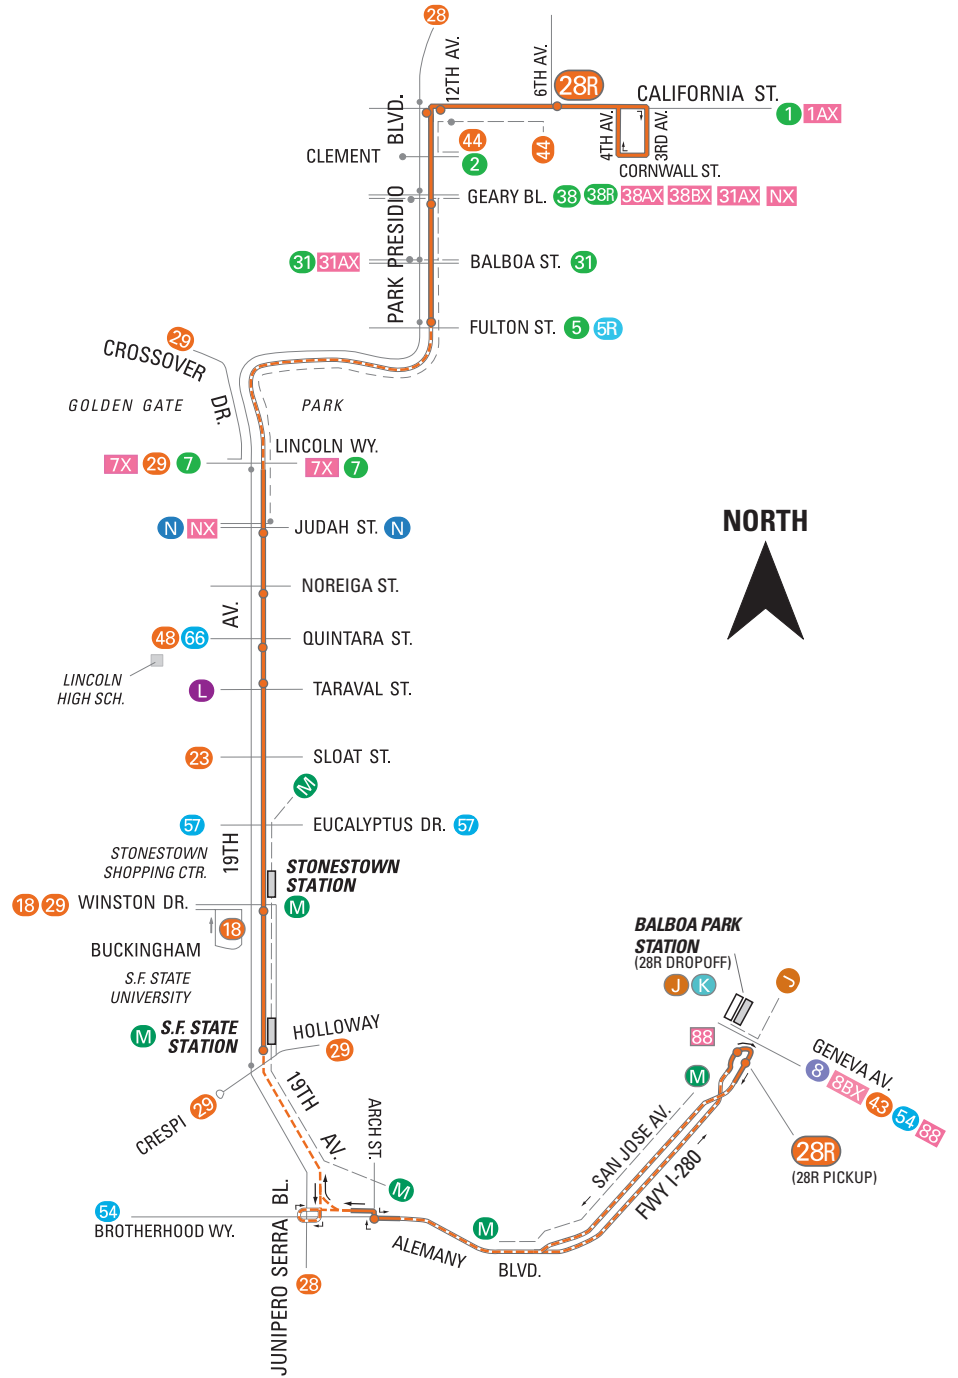 28
12TH AV.
6TH AV.
28R
CALIFORNIA ST.
1
1AX
BLVD.
44
44
4TH AV.
3RD AV.
CLEMENT
2
CORNWALL ST.
PARK PRESIDIO
GEARY BL.
38
38R
38AX
38BX
31AX
NX
31
31AX
BALBOA ST.
31
FULTON ST.
5
5R
29
CROSSOVER
DR.
GOLDEN GATE
PARK
LINCOLN WY.
7X
29
7
7X
7
N
NX
JUDAH ST.
N
NORTH
NOREIGA ST.
AV.
48
66
QUINTARA ST.
LINCOLN
HIGH SCH.
L
TARAVAL ST.
23
SLOAT ST.
M
57
EUCALYPTUS DR.
57
19TH
STONESTOWN
SHOPPING CTR.
STONESTOWN
STATION
18
29
WINSTON DR.
M
18
BUCKINGHAM
BALBOA PARK
STATION
(28R DROPOFF)
J
K
J
S.F. STATE
UNIVERSITY
M
S.F. STATE
STATION
HOLLOWAY
29
88
GENEVA AV.
8
8BX
43
54
88
M
19TH
AV.
CRESPI
29
ARCH ST.
SAN JOSE AV.
FWY I-280
28R
(28R PICKUP)
M
54
BROTHERHOOD WY.
JUNIPERO SERRA BL.
M
ALEMANY
BLVD.
28